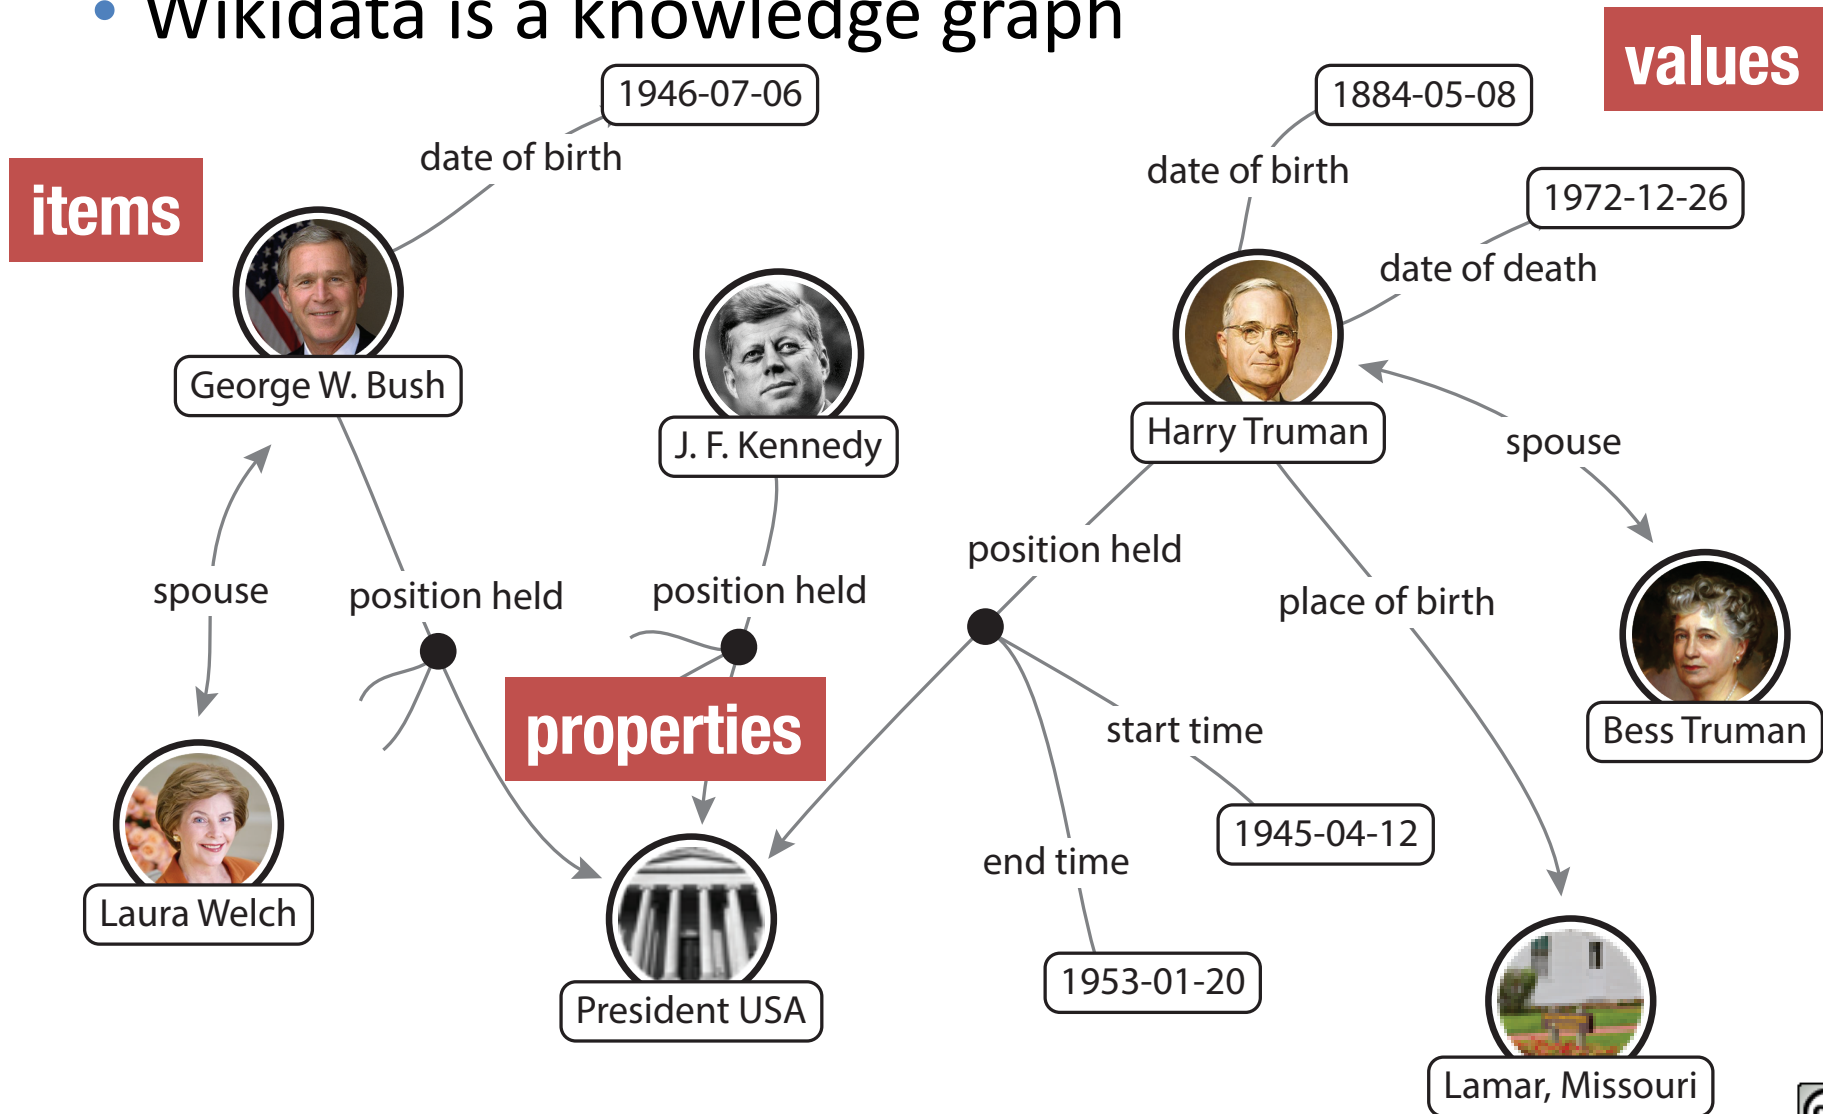 • Wikidata is a knowledge graph
values
1946-07-06
1884-05-08
date of birth
date of birth
items
1972-12-26
date of death
George W. Bush
J. F. Kennedy
Harry Truman
spouse
position held
spouse
position held
position held
place of birth
properties
start time
Bess Truman
1945-04-12
end time
Laura Welch
1953-01-20
President USA
Lamar, Missouri